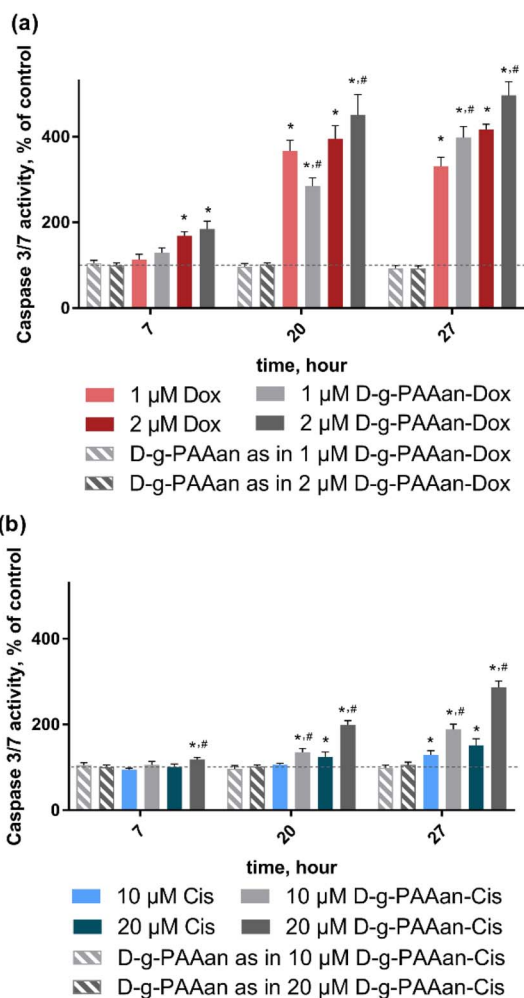 (a)
Caspase 3/7 activity, % of control
400
200
0
* * * *,# * *,# * *,# * *,#
7 20 27
time, hour
1 µM Dox 1 µM D-g-PAAan-Dox
2 µM Dox 2 µM D-g-PAAan-Dox
D-g-PAAan as in 1 µM D-g-PAAan-Dox
D-g-PAAan as in 2 µM D-g-PAAan-Dox
(b)
Caspase 3/7 activity, % of control
400
200
0
*,# *,# * *,# * *,# * *,#
7 20 27
time, hour
10 µM Cis 10 µM D-g-PAAan-Cis
20 µM Cis 20 µM D-g-PAAan-Cis
D-g-PAAan as in 10 µM D-g-PAAan-Cis
D-g-PAAan as in 20 µM D-g-PAAan-Cis